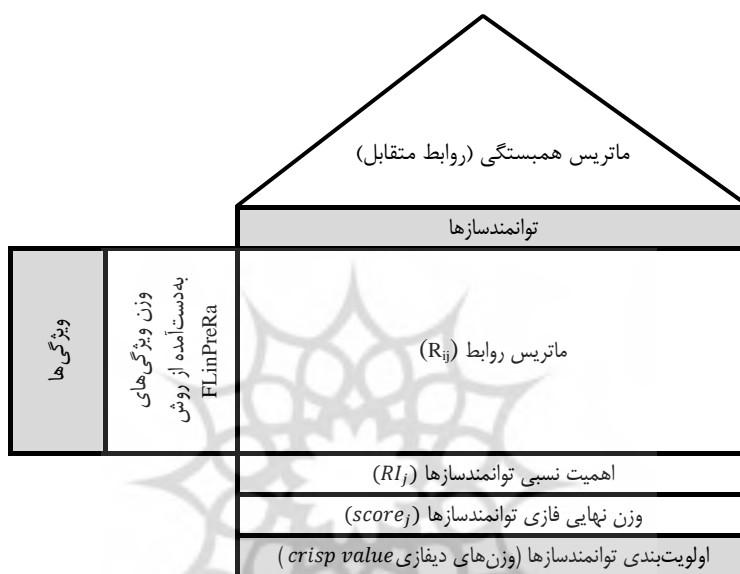 ماتریس همبستگی (روابط متقابل)
توانمندسازها
ویژگی‌ها
وزن ویژگی‌های
به‌دست‌آمده از روش
FLinPreRa
ماتریس روابط (Rij)
اهمیت نسبی توانمندسازها (RIj)
وزن نهایی فازی توانمندسازها (scorej)
اولویت‌بندی توانمندسازها (وزن‌های دیفازی crisp value )